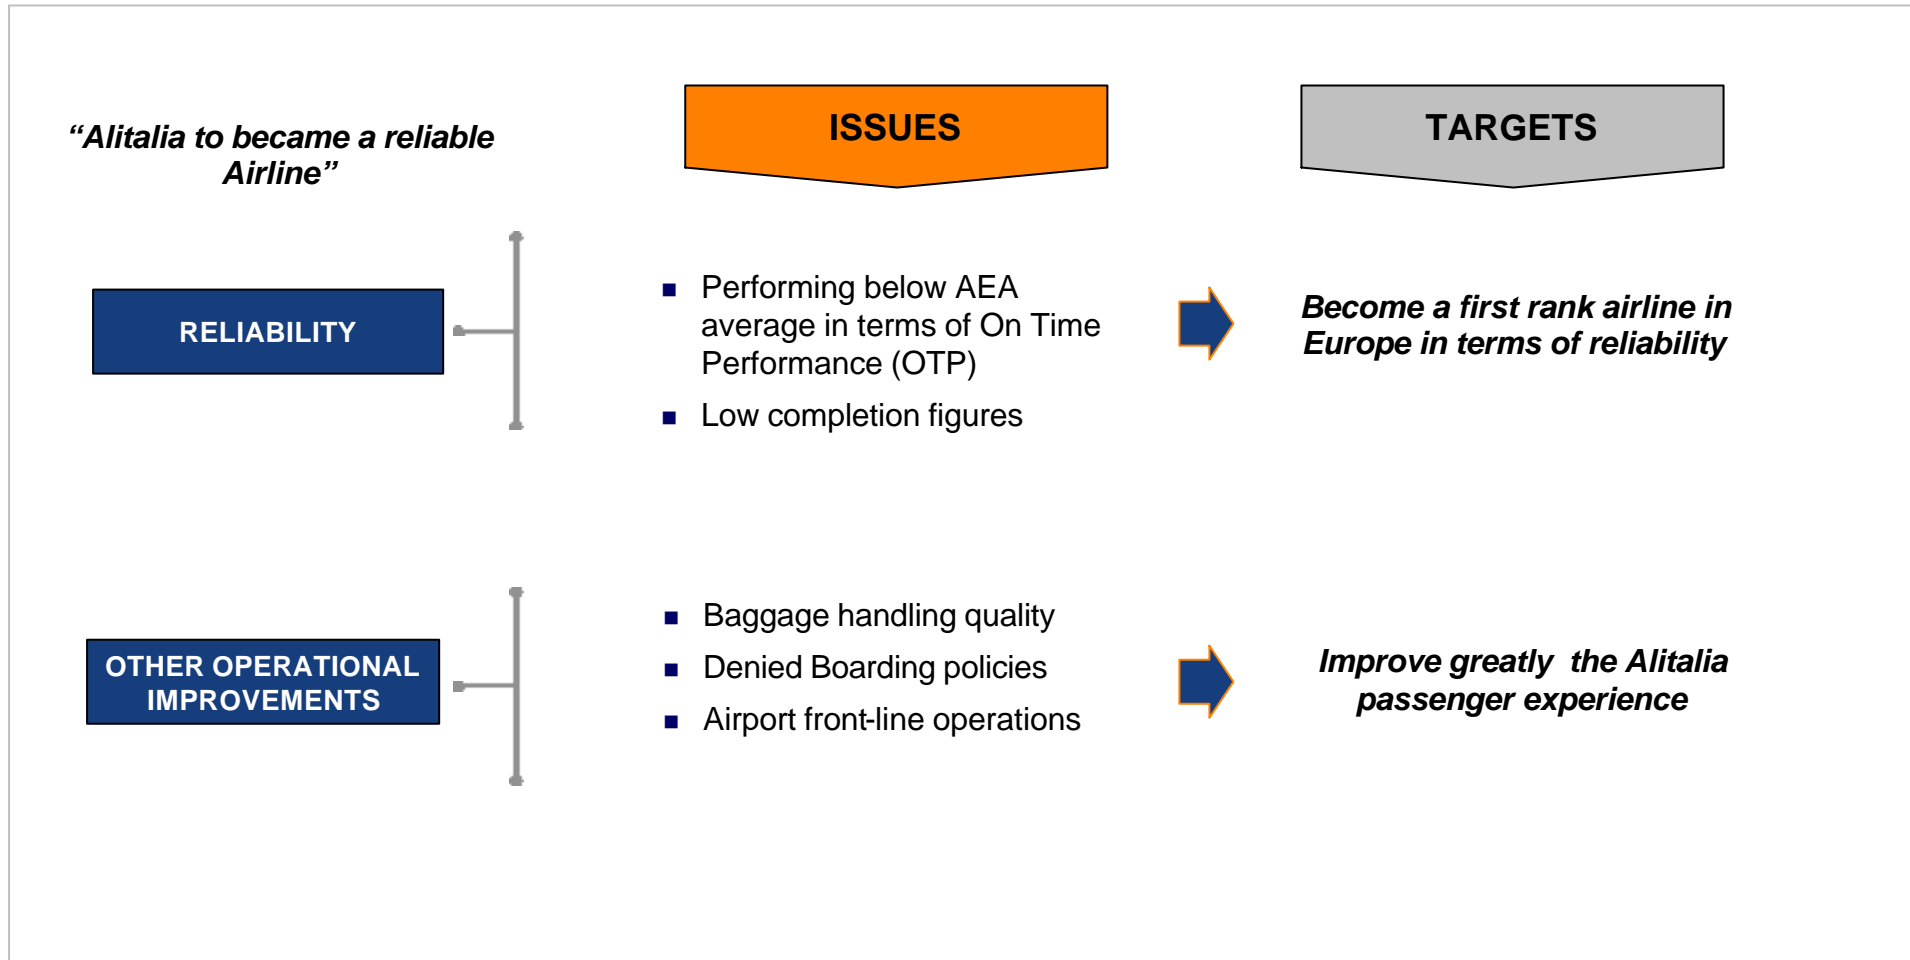 “Alitalia to became a reliable
Airline”
ISSUES
TARGETS
RELIABILITY
■ Performing below AEA
average in terms of On Time
Performance (OTP)
■ Low completion figures
Become a first rank airline in
Europe in terms of reliability
OTHER OPERATIONAL
IMPROVEMENTS
■ Baggage handling quality
■ Denied Boarding policies
■ Airport front-line operations
Improve greatly  the Alitalia
passenger experience